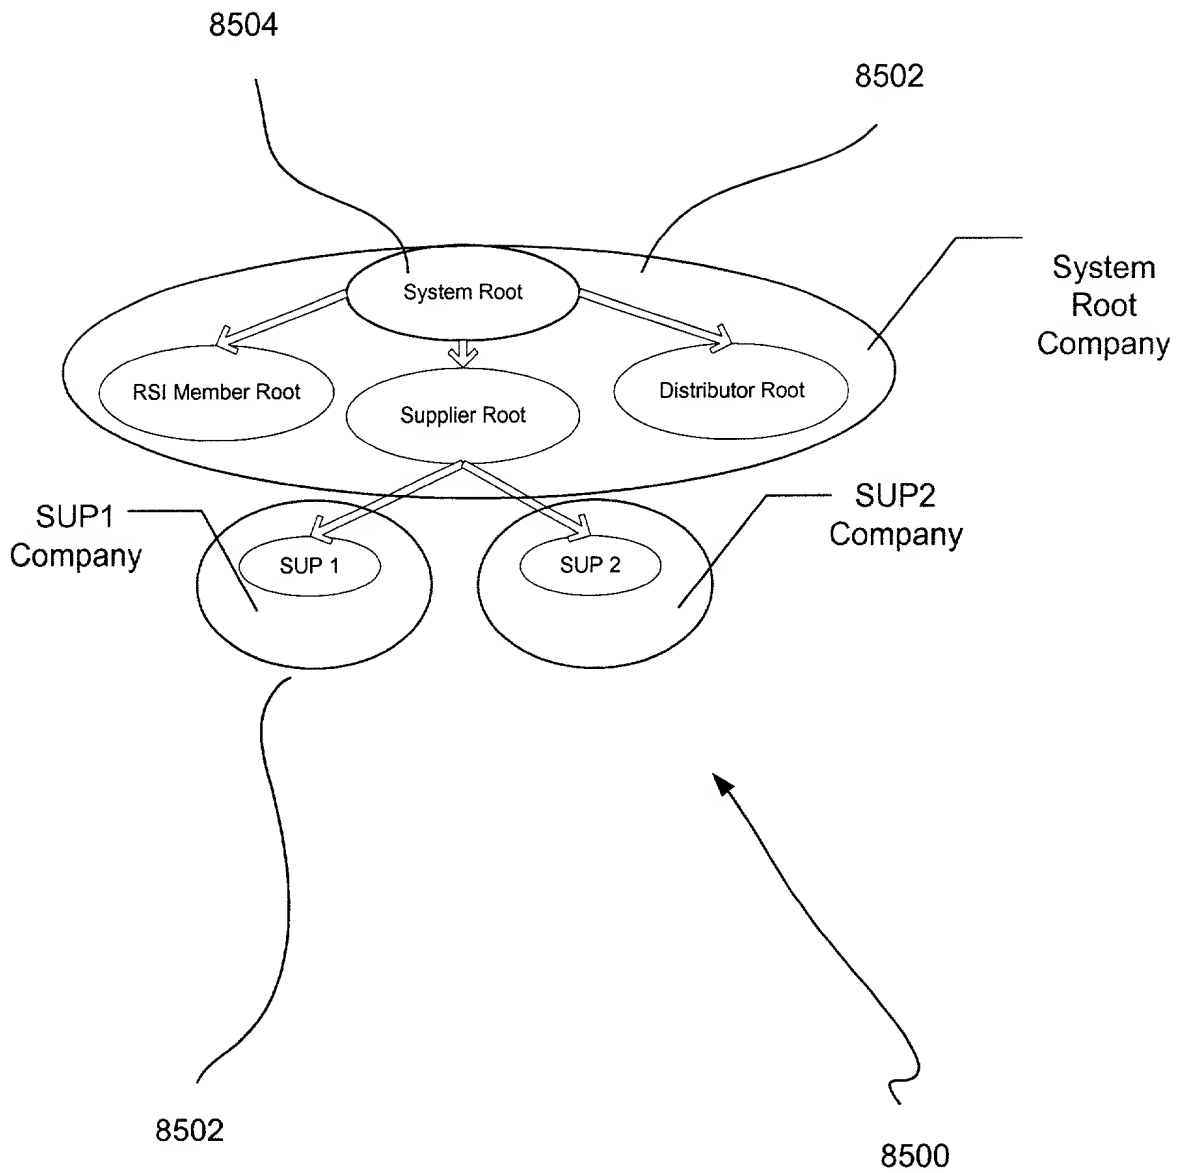 8504
8502
System
Root
Company
System Root
RSI Member Root
Supplier Root
Distributor Root
SUP1
Company
SUP2
Company
SUP 1
SUP 2
8502
8500